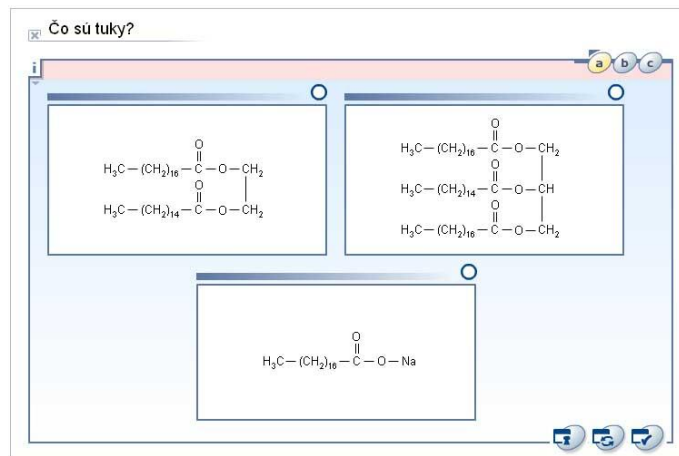 Čo sú tuky?
i
a b c
O
H₃C—(CH₂)₁₆—C—O—CH₂
O
H₃C—(CH₂)₁₄—C—O—CH₂
O
H₃C—(CH₂)₁₆—C—O—CH₂
O
H₃C—(CH₂)₁₄—C—O—CH
O
H₃C—(CH₂)₁₆—C—O—CH₂
O
H₃C—(CH₂)₁₆—C—O—Na